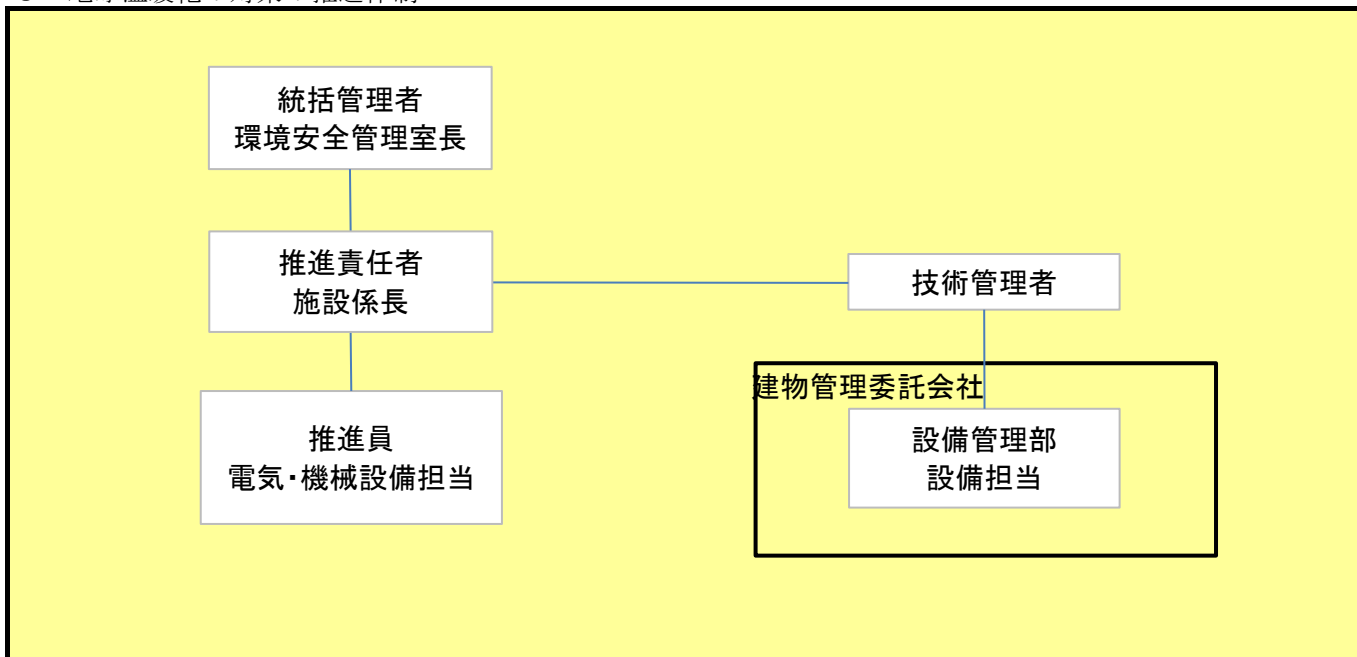 統括管理者
環境安全管理室長
推進責任者
施設係長
技術管理者
建物管理委託会社
推進員
電気・機械設備担当
設備管理部
設備担当